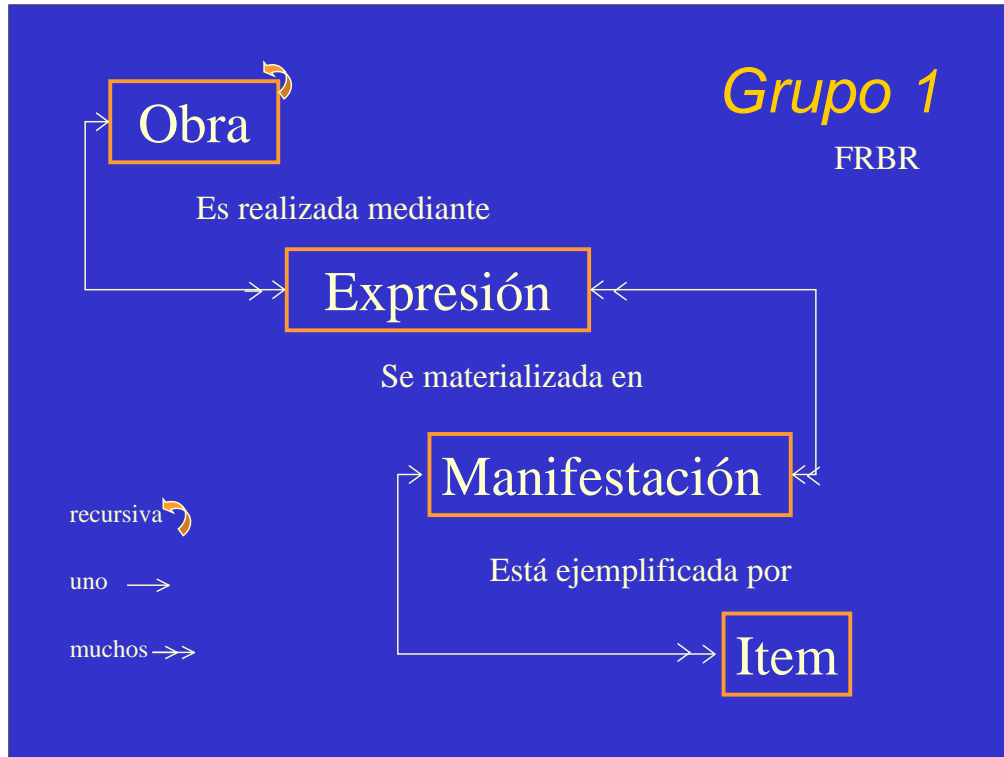 Grupo 1
FRBR
Obra
Es realizada mediante
Expresión
Se materializada en
Manifestación
Está ejemplificada por
Item
recursiva
uno
muchos